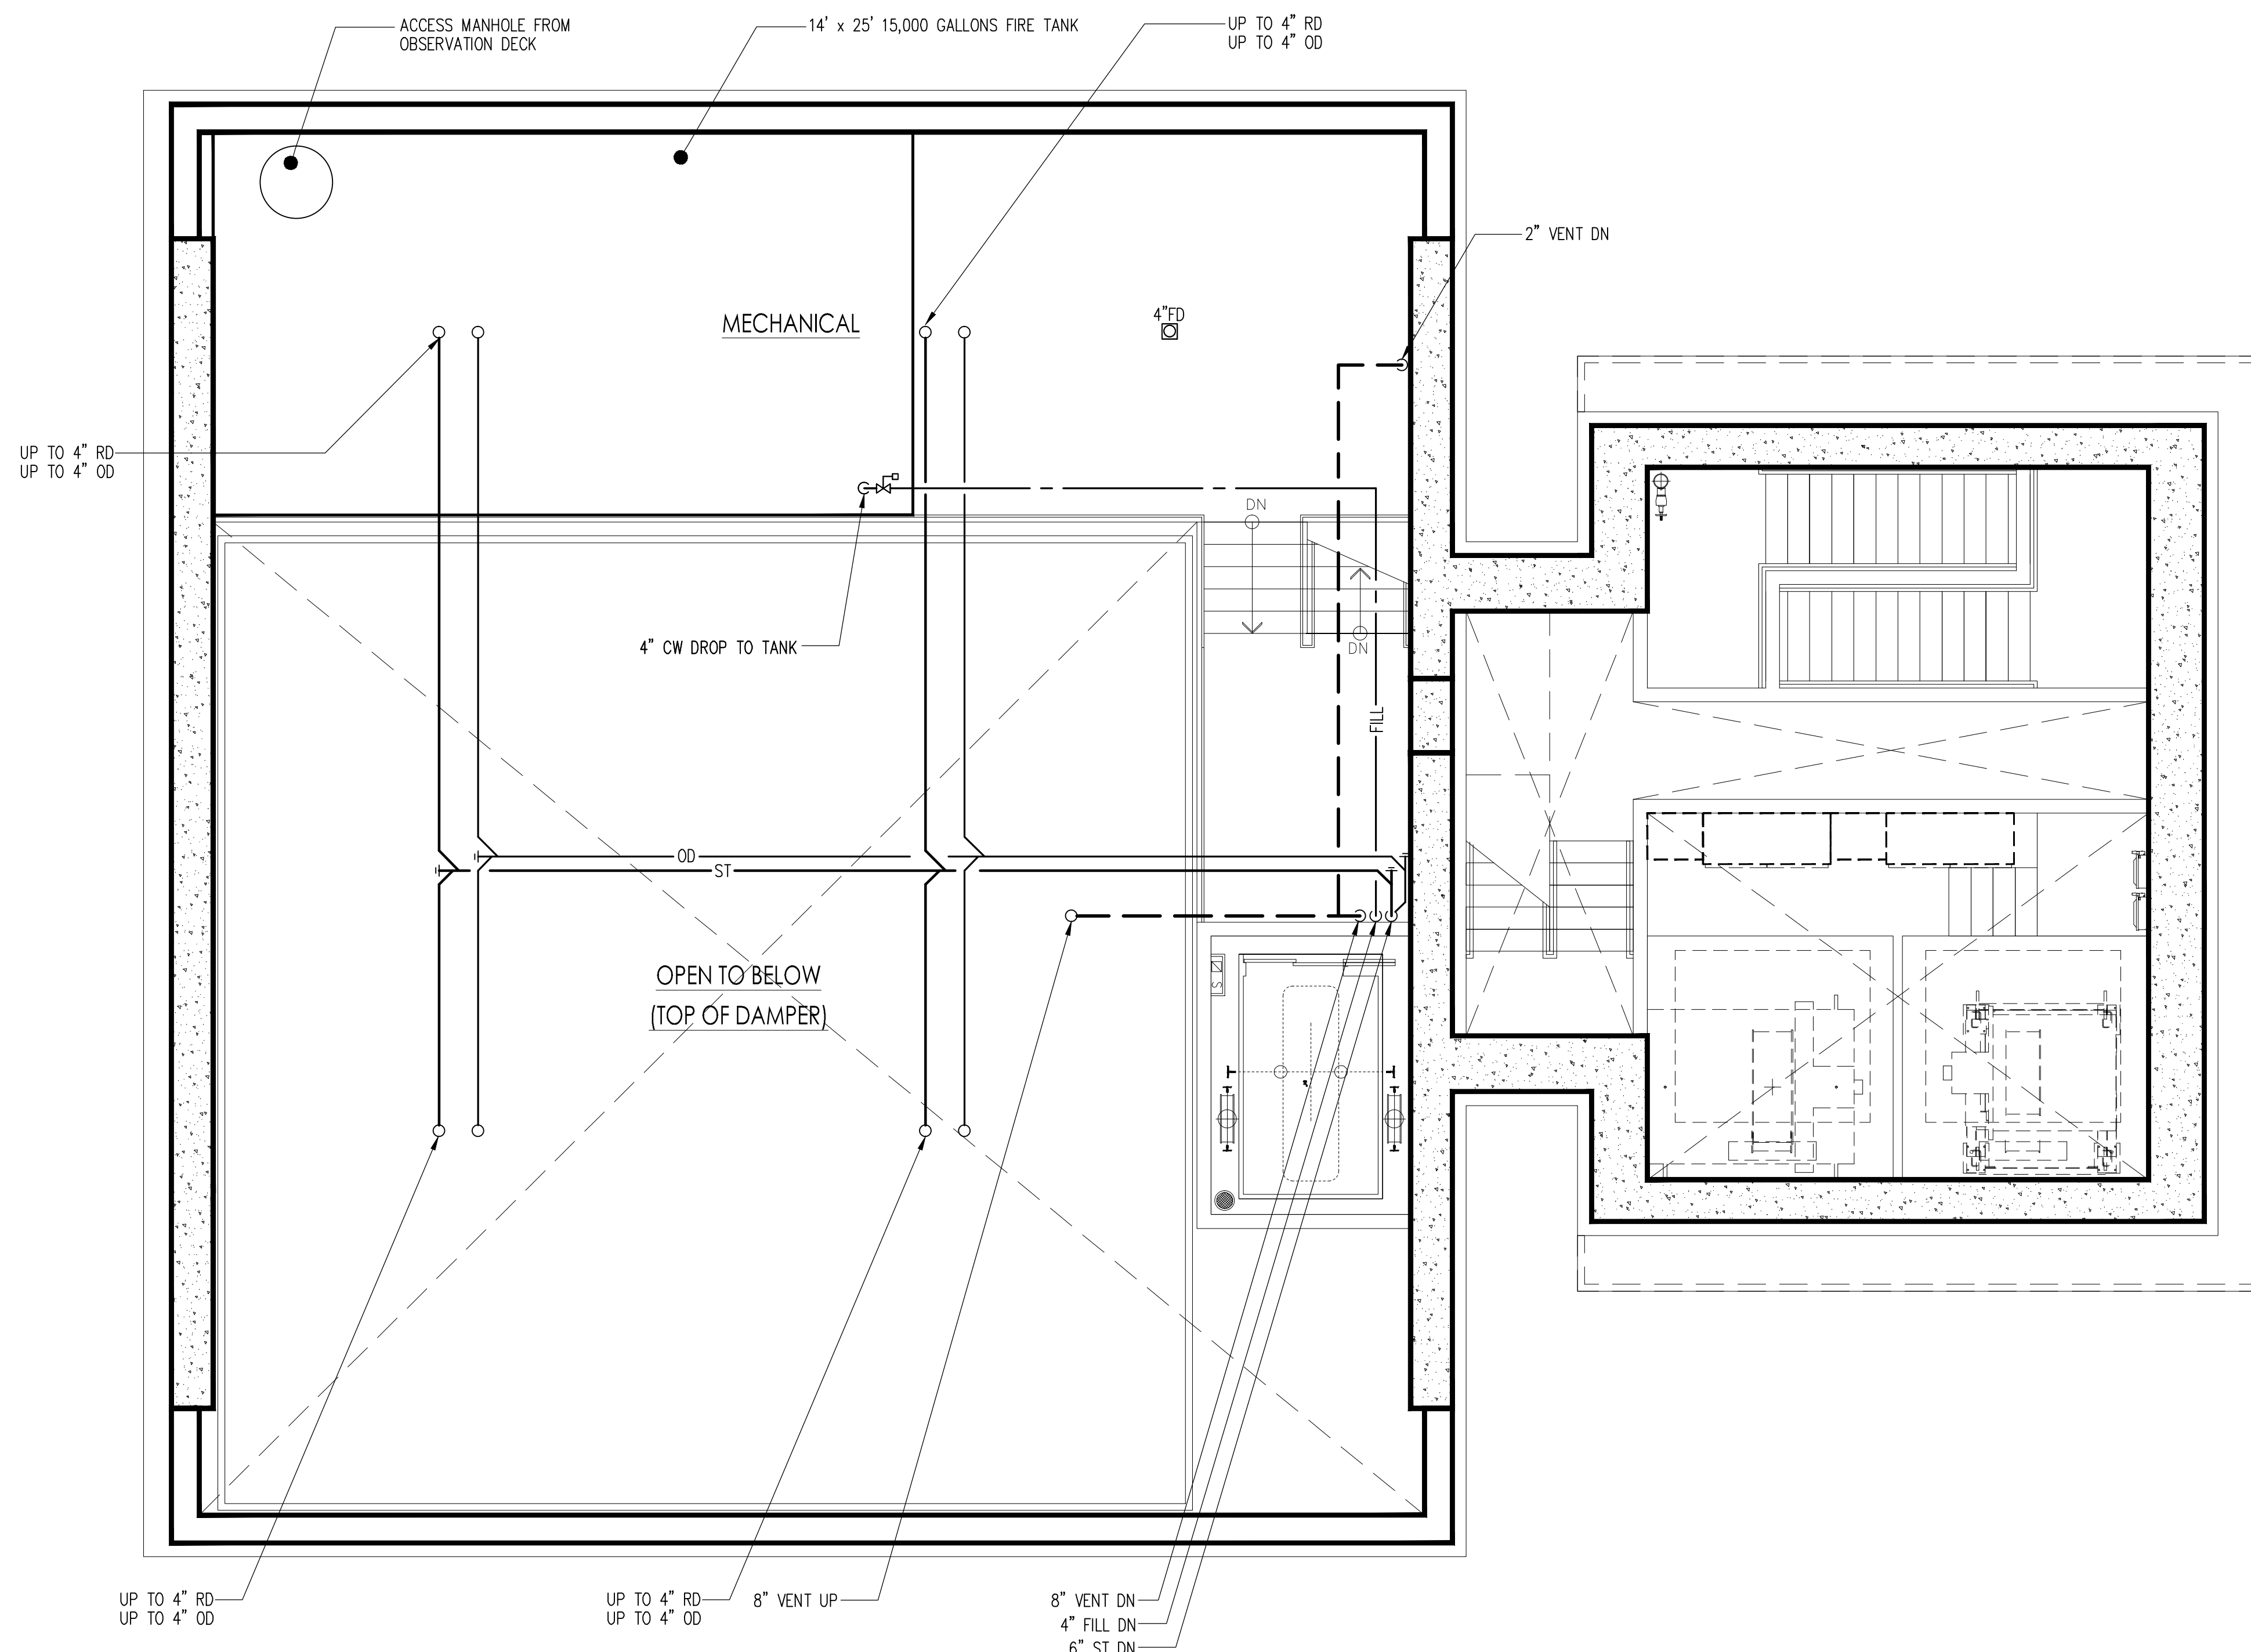 ACCESS MANHOLE FROM
OBSERVATION DECK
14' x 25' 15,000 GALLONS FIRE TANK
UP TO 4" RD
UP TO 4" OD
2" VENT DN
MECHANICAL
4"FD
UP TO 4" RD
UP TO 4" OD
DN
4" CW DROP TO TANK
DN
FILL
OD
ST
OPEN TO BELOW
(TOP OF DAMPER)
S
UP TO 4" RD
UP TO 4" OD
UP TO 4" RD
UP TO 4" OD
8" VENT UP
8" VENT DN
4" FILL DN
6" ST DN